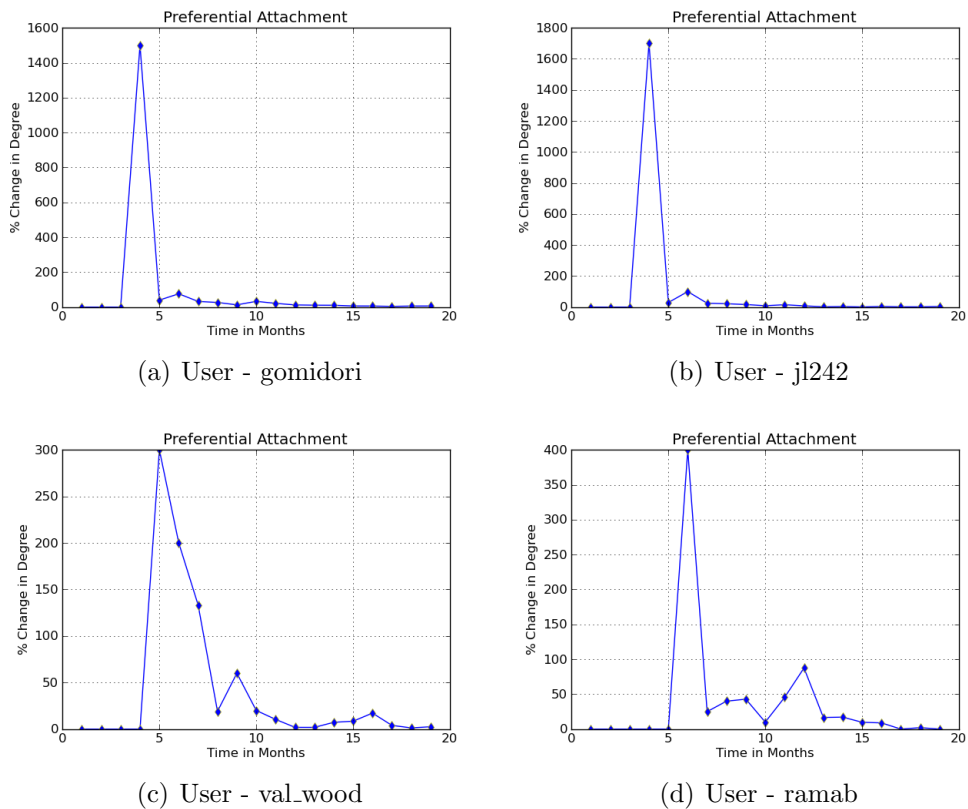 Preferential Attachment
1600
1400
1200
1000
800
600
400
200
0
% Change in Degree
0 5 10 15 20
Time in Months
(a) User - gomidori
Preferential Attachment
1800
1600
1400
1200
1000
800
600
400
200
0
% Change in Degree
0 5 10 15 20
Time in Months
(b) User - jl242
Preferential Attachment
300
250
200
150
100
50
0
% Change in Degree
0 5 10 15 20
Time in Months
(c) User - val_wood
Preferential Attachment
400
350
300
250
200
150
100
50
0
% Change in Degree
0 5 10 15 20
Time in Months
(d) User - ramab